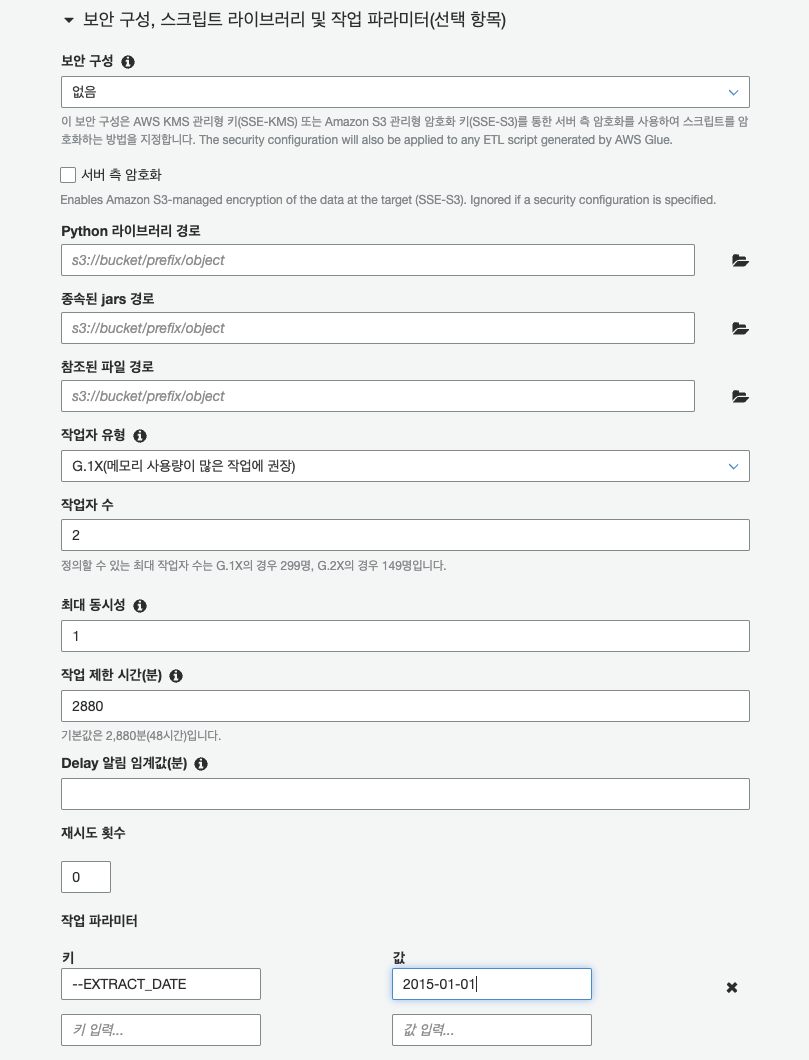 보안 구성, 스크립트 라이브러리 및 작업 파라미터(선택 항목)
보안 구성
없음
이 보안 구성은 AWS KMS 관리형 키(SSE-KMS) 또는 Amazon S3 관리형 암호화 키(SSE-S3)를 통한 서버 측 암호화를 사용하여 스크립트를 암
호화하는 방법을 지정합니다. The security configuration will also be applied to any ETL script generated by AWS Glue.
서버 측 암호화
Enables Amazon S3-managed encryption of the data at the target (SSE-S3). Ignored if a security configuration is specified.
Python 라이브러리 경로
s3://bucket/prefix/object
종속된 jars 경로
s3://bucket/prefix/object
참조된 파일 경로
s3://bucket/prefix/object
작업자 유형
G.1X(메모리 사용량이 많은 작업에 권장)
작업자 수
2
정의할 수 있는 최대 작업자 수는 G.1X의 경우 299명, G.2X의 경우 149명입니다.
최대 동시성
1
작업 제한 시간(분)
2880
기본값은 2,880분(48시간)입니다.
Delay 알림 임계값(분)
재시도 횟수
0
작업 파라미터
키 값
--EXTRACT_DATE 2015-01-01
키 입력... 값 입력...